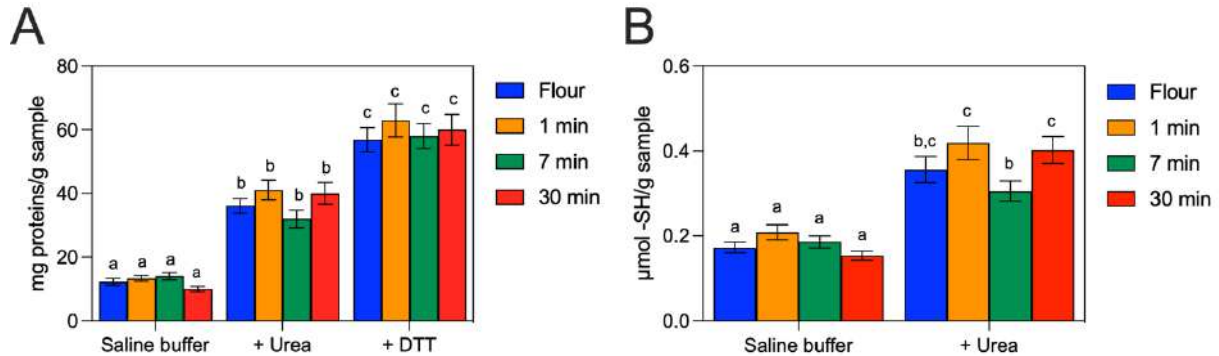 A
mg proteins/g sample
80
60
40
20
0
a a a a
b b b b
c c c c
Saline buffer + Urea + DTT
Flour
1 min
7 min
30 min
B
µmol -SH/g sample
0.6
0.4
0.2
0.0
a a a a
b,c c b c
Saline buffer + Urea
Flour
1 min
7 min
30 min